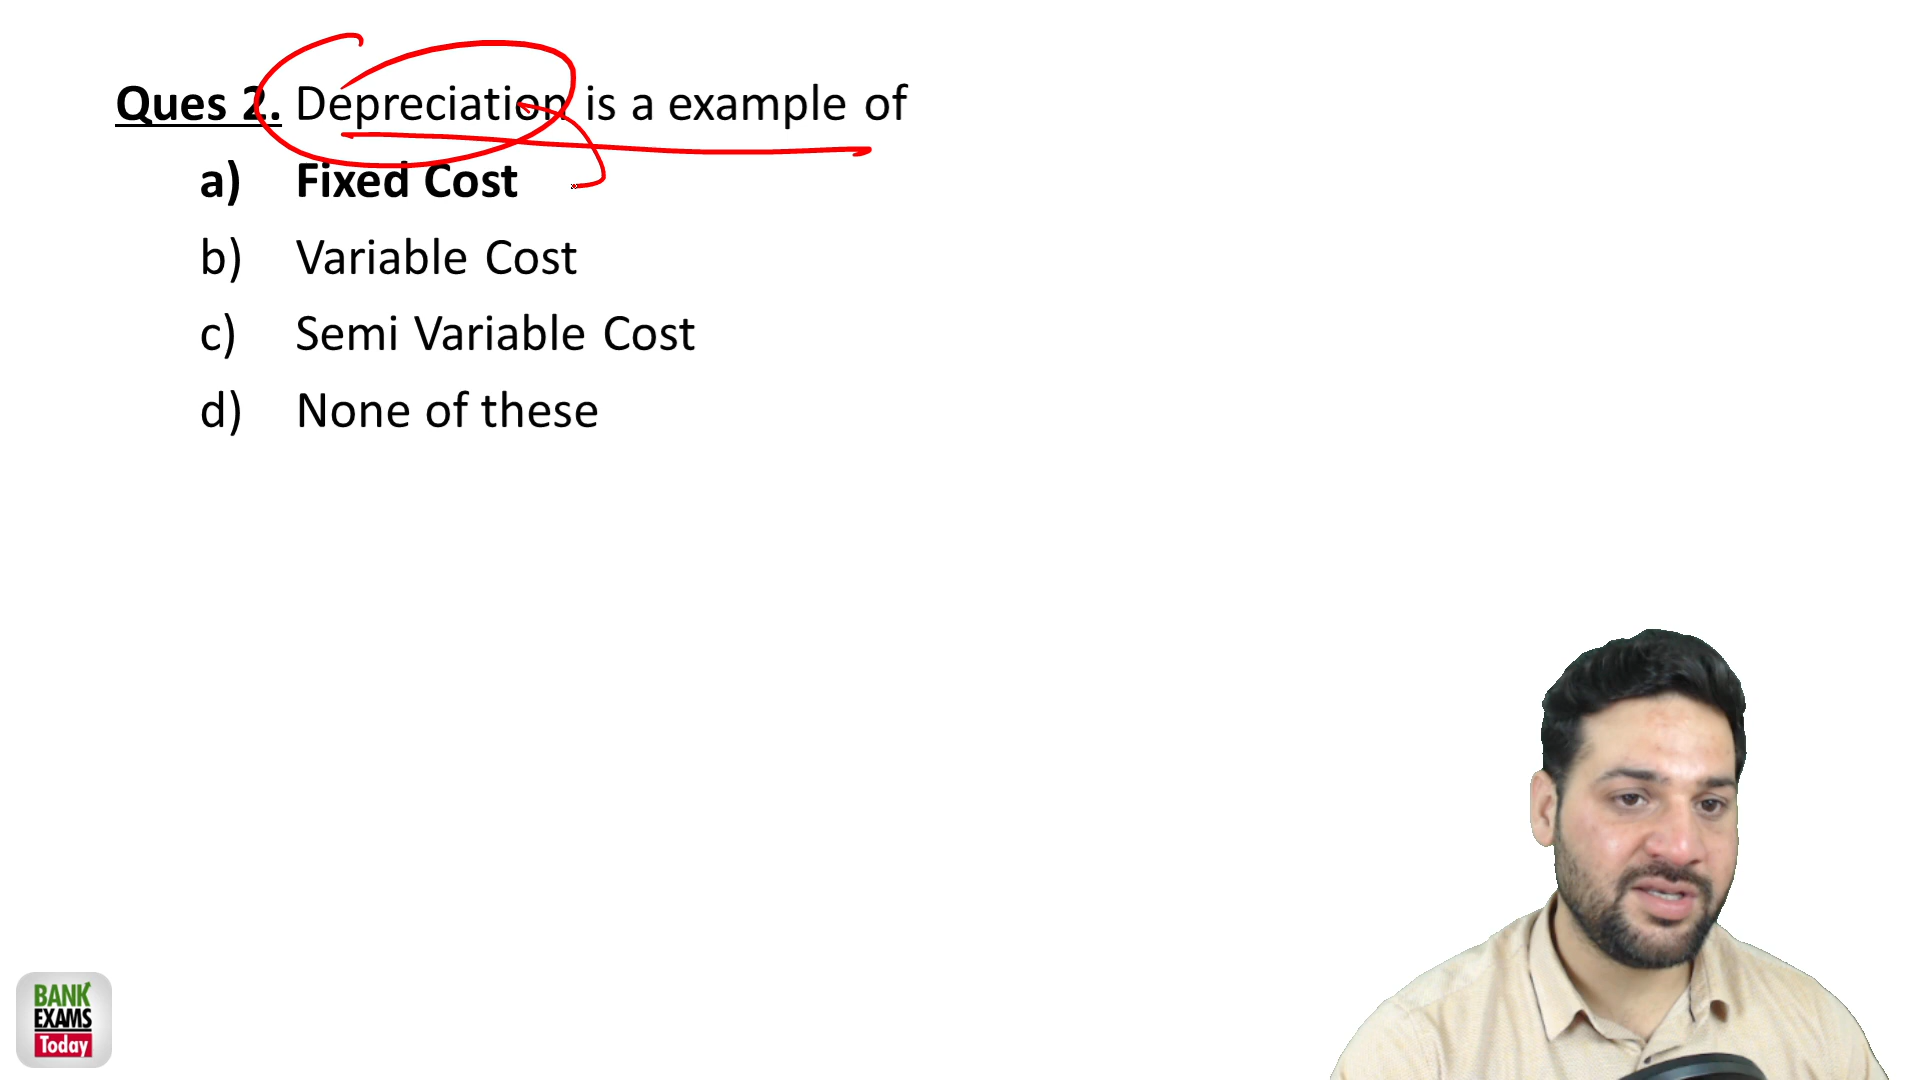 Ques 2. Depreciation is a example of
a) Fixed Cost
b) Variable Cost
c) Semi Variable Cost
d) None of these
BANK
EXAMS
Today